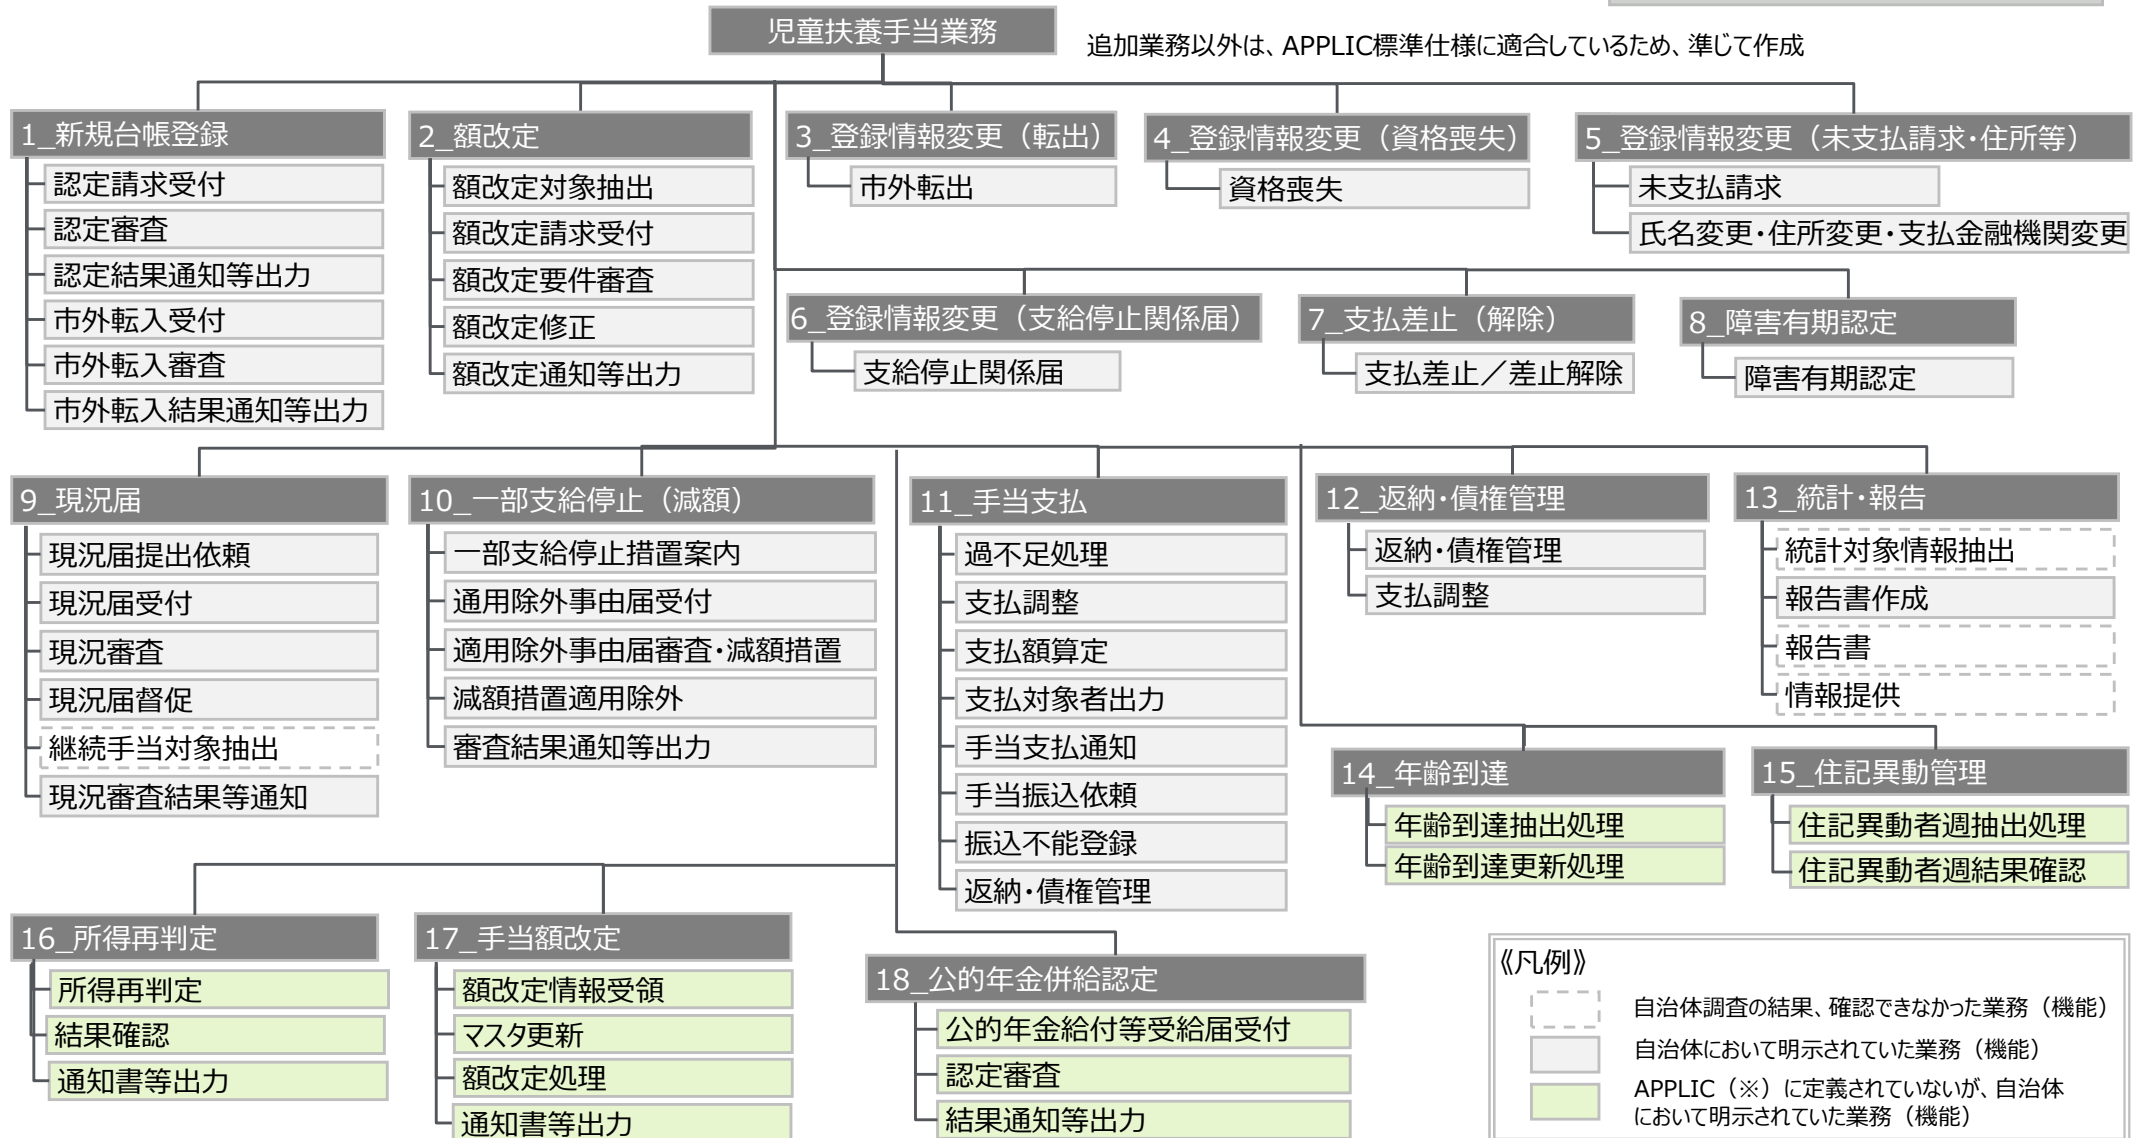 児童扶養手当業務
追加業務以外は、APPLIC標準仕様に適合しているため、準じて作成
1_新規台帳登録
認定請求受付
認定審査
認定結果通知等出力
市外転入受付
市外転入審査
市外転入結果通知等出力
2_額改定
額改定対象抽出
額改定請求受付
額改定要件審査
額改定修正
額改定通知等出力
3_登録情報変更（転出）
市外転出
4_登録情報変更（資格喪失）
資格喪失
5_登録情報変更（未支払請求・住所等）
未支払請求
氏名変更・住所変更・支払金融機関変更
6_登録情報変更（支給停止関係届）
支給停止関係届
7_支払差止（解除）
支払差止／差止解除
8_障害有期認定
障害有期認定
9_現況届
現況届提出依頼
現況届受付
現況審査
現況届督促
継続手当対象抽出
現況審査結果等通知
10_一部支給停止（減額）
一部支給停止措置案内
通用除外事由届受付
適用除外事由届審査・減額措置
減額措置適用除外
審査結果通知等出力
11_手当支払
過不足処理
支払調整
支払額算定
支払対象者出力
手当支払通知
手当振込依頼
振込不能登録
返納・債権管理
12_返納・債権管理
返納・債権管理
支払調整
13_統計・報告
統計対象情報抽出
報告書作成
報告書
情報提供
14_年齢到達
年齢到達抽出処理
年齢到達更新処理
15_住記異動管理
住記異動者週抽出処理
住記異動者週結果確認
16_所得再判定
所得再判定
結果確認
通知書等出力
17_手当額改定
額改定情報受領
マスタ更新
額改定処理
通知書等出力
18_公的年金併給認定
公的年金給付等受給届受付
認定審査
結果通知等出力
《凡例》
自治体調査の結果、確認できなかった業務（機能）
自治体において明示されていた業務（機能）
APPLIC（※）に定義されていないが、自治体
において明示されていた業務（機能）